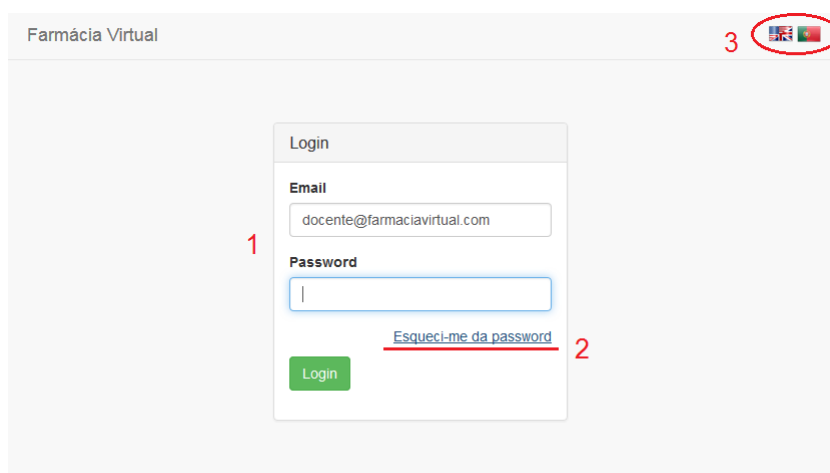 Farmácia Virtual
3
Login
Email
docente@farmaciavirtual.com
1
Password
Esqueci-me da password
2
Login